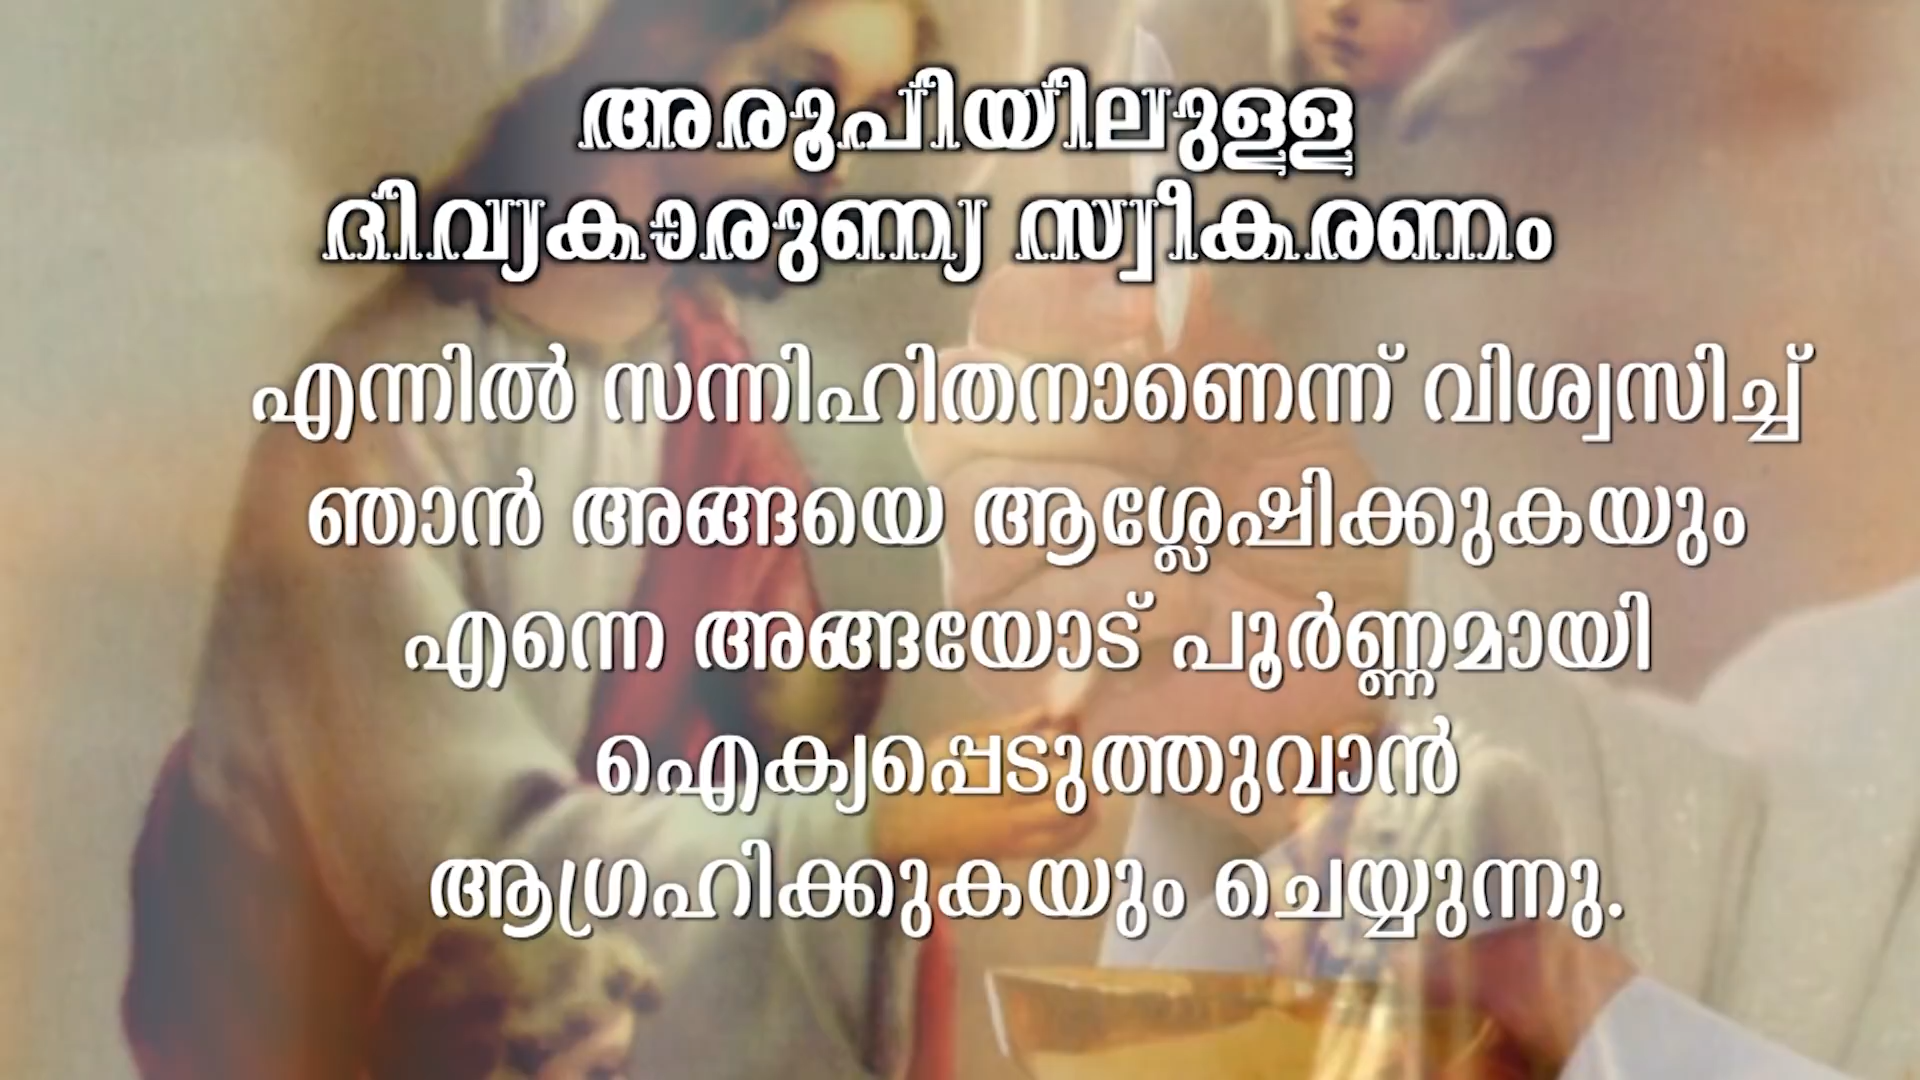 അരൂപിയിലുള്ള
ദിവ്യകാരുണ്യ സ്വീകരണം
എന്നിൽ സന്നിഹിതനാണെന്ന് വിശ്വസിച്ച്
ഞാൻ അങ്ങയെ ആശ്ലേഷിക്കുകയും
എന്നെ അങ്ങയോട് പൂർണ്ണമായി
ഐക്യപ്പെടുത്തുവാൻ
ആഗ്രഹിക്കുകയും ചെയ്യുന്നു.